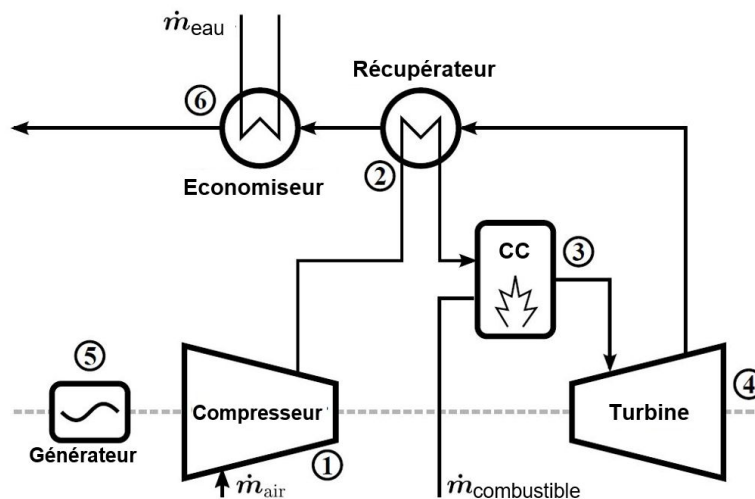 ṁeau
Récupérateur
⑥
Economiseur
②
CC
③
⑤
Compresseur
Turbine
④
Générateur
①
ṁair
ṁcombustible